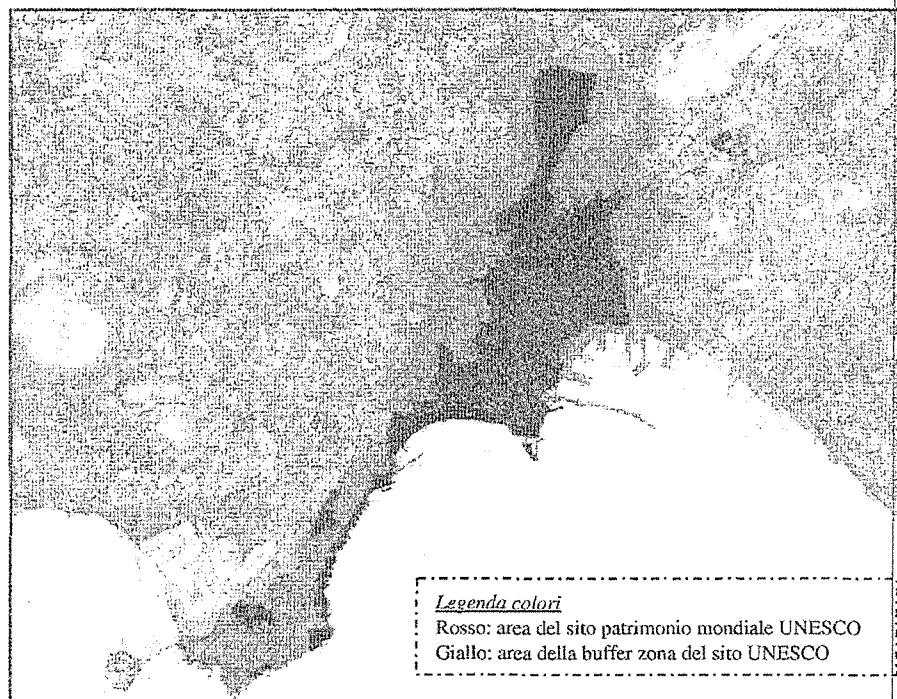 Legenda colori
Rosso: area del sito patrimonio mondiale UNESCO
Giallo: area della buffer zona del sito UNESCO